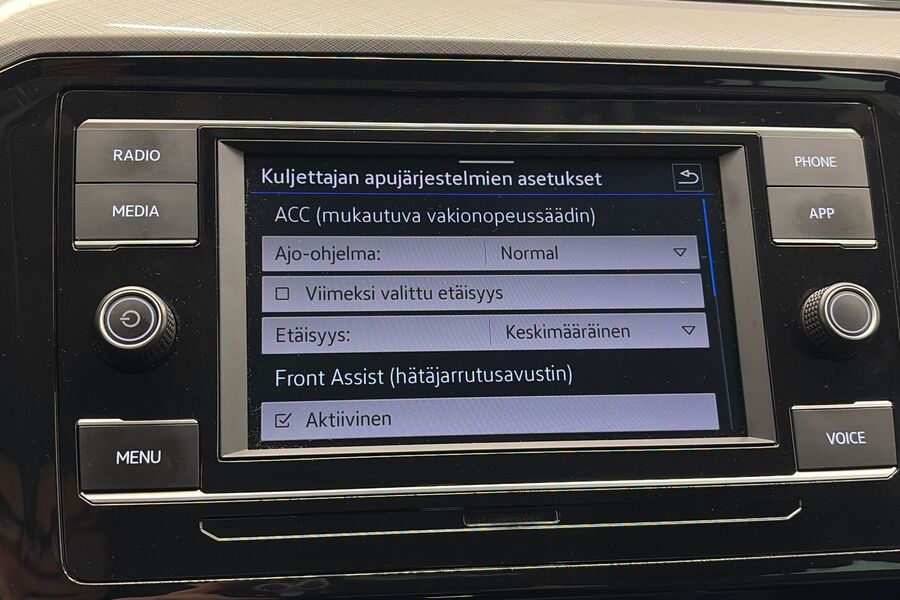 RADIO
MEDIA
MENU
Kuljettajan apujärjestelmien asetukset
ACC (mukautuva vakionopeussäädin)
Ajo-ohjelma: Normal
Viimeksi valittu etäisyys
Etäisyys: Keskimääräinen
Front Assist (hätäjarrutusavustin)
Aktiivinen
PHONE
APP
VOICE